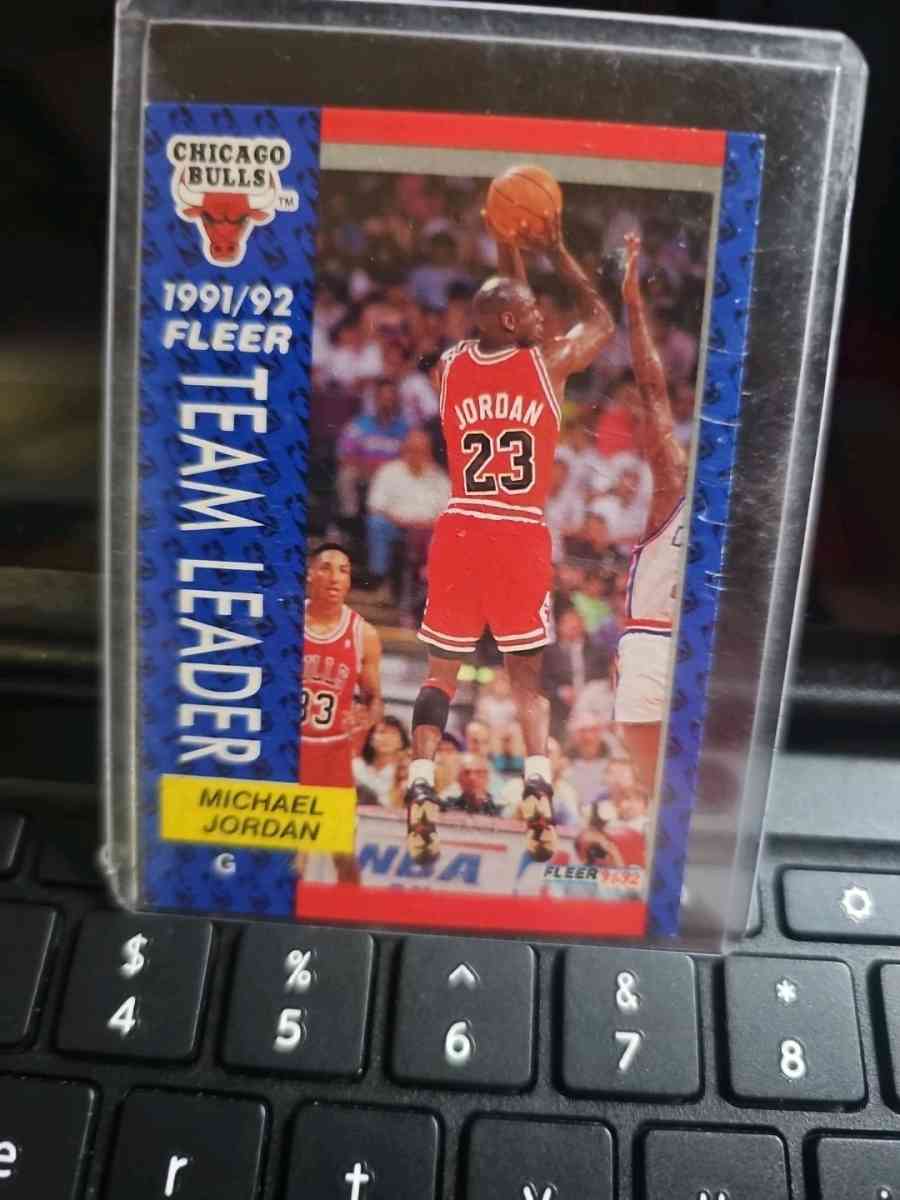 CHICAGO
BULLS
TM
1991/92
FLEER
TEAM LEADER
MICHAEL
JORDAN
G
JORDAN
23
33
NBA
FLEER 91-92
$
4
%
5
^
6
&
7
*
8
e
r
t